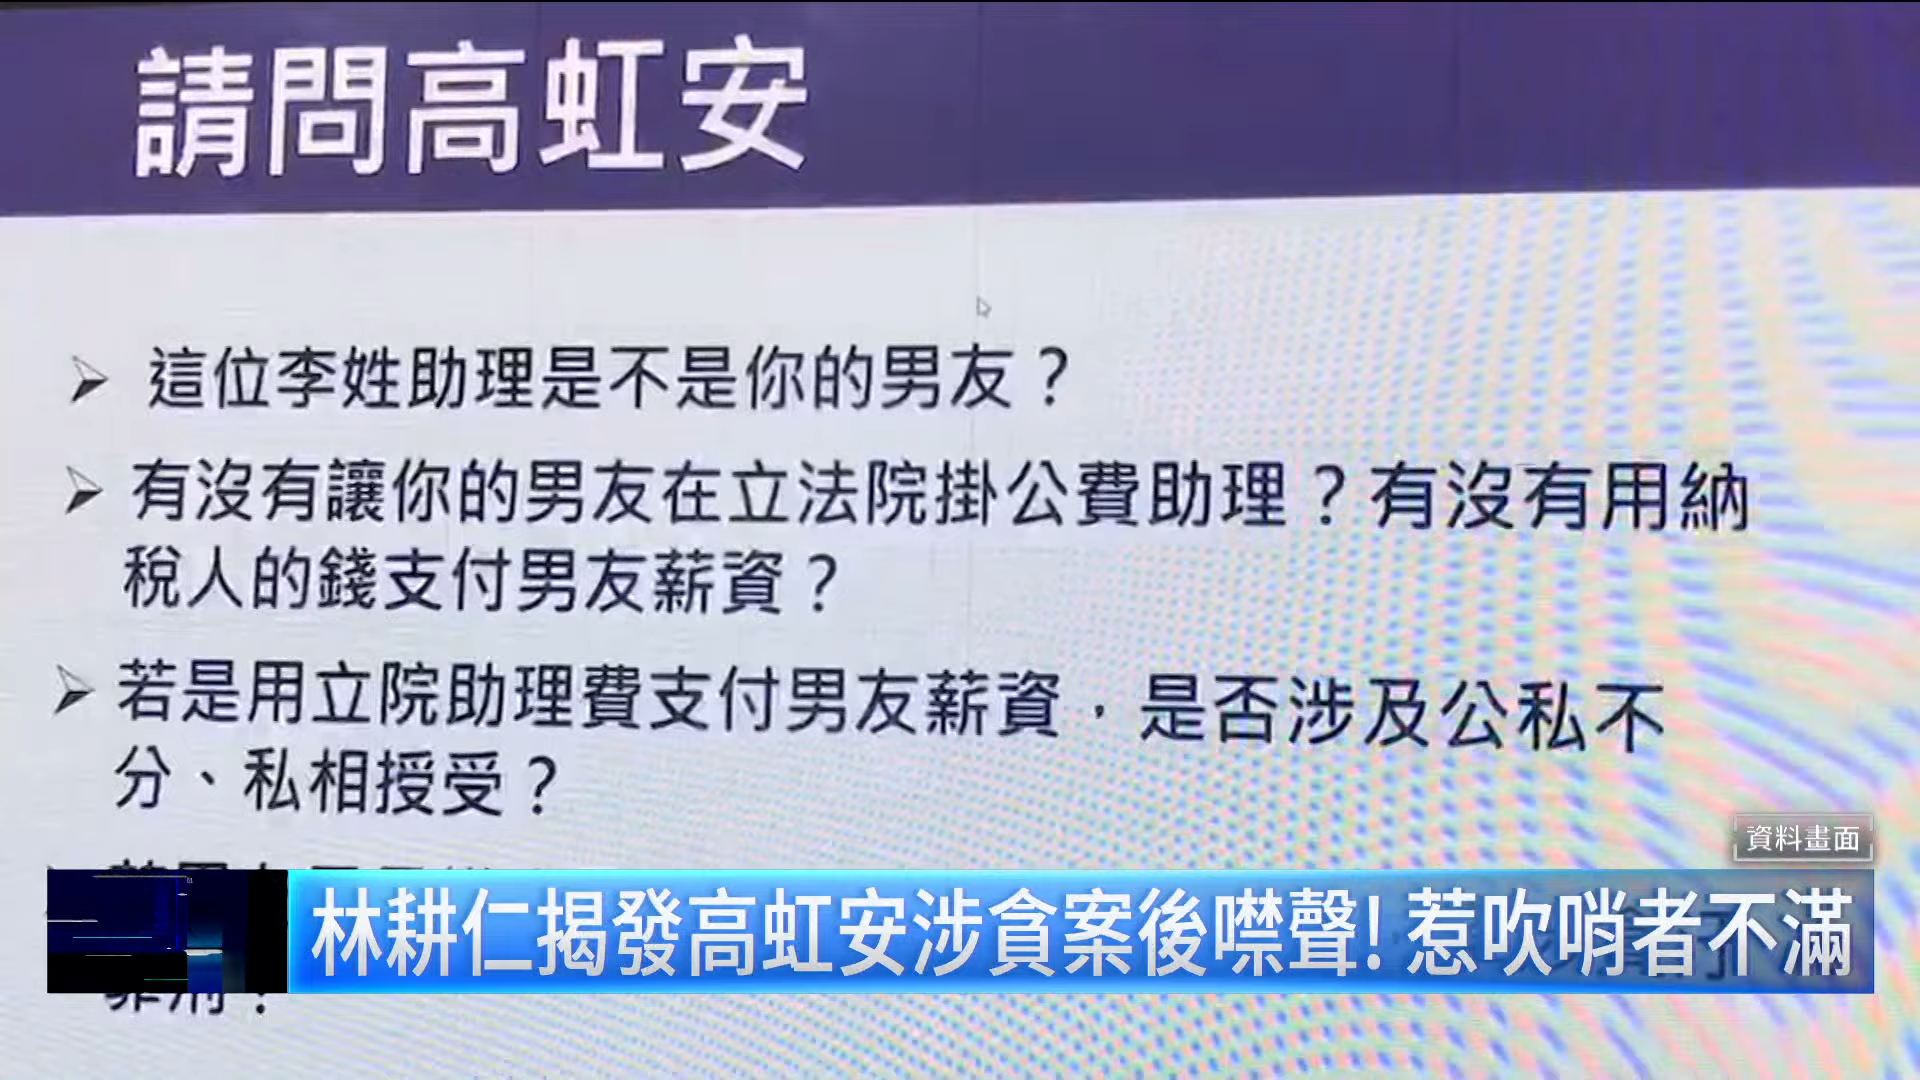 請問高虹安
這位李姓助理是不是你的男友？
有沒有讓你的男友在立法院掛公費助理？有沒有用納
稅人的錢支付男友薪資？
若是用立院助理費支付男友薪資，是否涉及公私不
分、私相授受？
資料畫面
林耕仁揭發高虹安涉貪案後噤聲! 惹吹哨者不滿